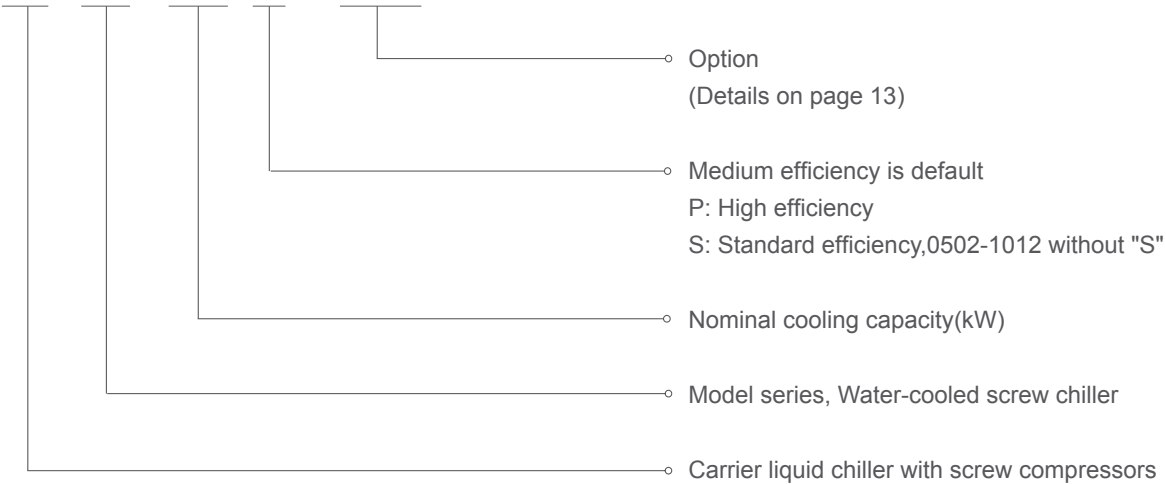 Option
(Details on page 13)
Medium efficiency is default
P: High efficiency
S: Standard efficiency,0502-1012 without "S"
Nominal cooling capacity(kW)
Model series, Water-cooled screw chiller
Carrier liquid chiller with screw compressors